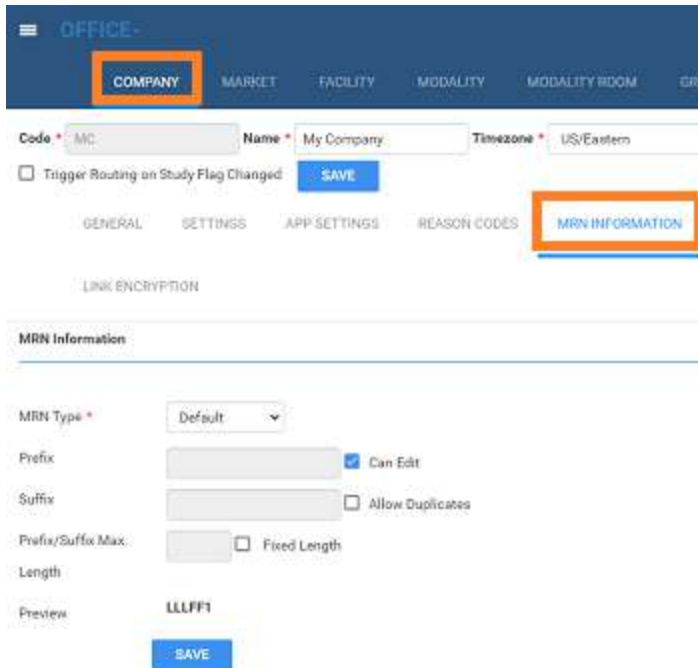 OFFICE-
COMPANY MARKET FACILITY MODALITY MODALITY ROOM
Code * MC Name * My Company Timezone * US/Eastern
Trigger Routing on Study Flag Changed SAVE
GENERAL SETTINGS APP SETTINGS REASON CODES MRN INFORMATION
LINK ENCRYPTION
MRN Information
MRN Type * Default
Prefix Can Edit
Suffix Allow Duplicates
Prefix/Suffix Max. Fixed Length
Length
Preview LLLFF1
SAVE